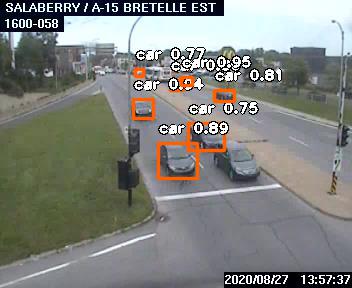 SALABERRY / A-15 BRETELLE EST
1600-058
car 0.77
car 0.95
car 0.81
car 0.94
car 0.75
car 0.89
2020/08/27 13:57:37